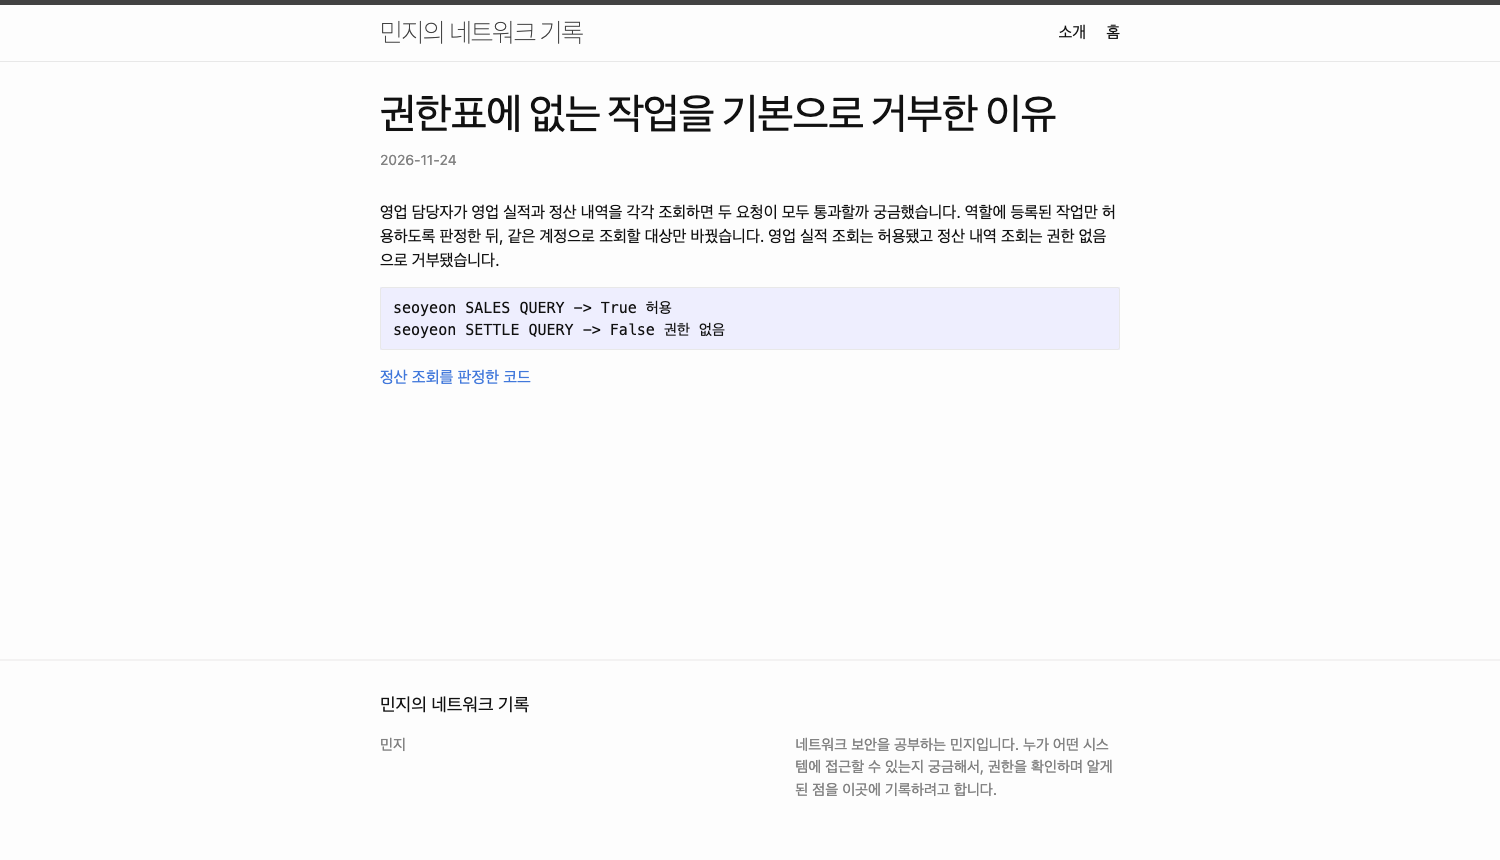 민지의 네트워크 기록
소개 홈
권한표에 없는 작업을 기본으로 거부한 이유
2026-11-24
영업 담당자가 영업 실적과 정산 내역을 각각 조회하면 두 요청이 모두 통과할까 궁금했습니다. 역할에 등록된 작업만 허
용하도록 판정한 뒤, 같은 계정으로 조회할 대상만 바꿨습니다. 영업 실적 조회는 허용됐고 정산 내역 조회는 권한 없음
으로 거부됐습니다.
seoyeon SALES QUERY -> True 허용
seoyeon SETTLE QUERY -> False 권한 없음
정산 조회를 판정한 코드
민지의 네트워크 기록
민지
네트워크 보안을 공부하는 민지입니다. 누가 어떤 시스
템에 접근할 수 있는지 궁금해서, 권한을 확인하며 알게
된 점을 이곳에 기록하려고 합니다.